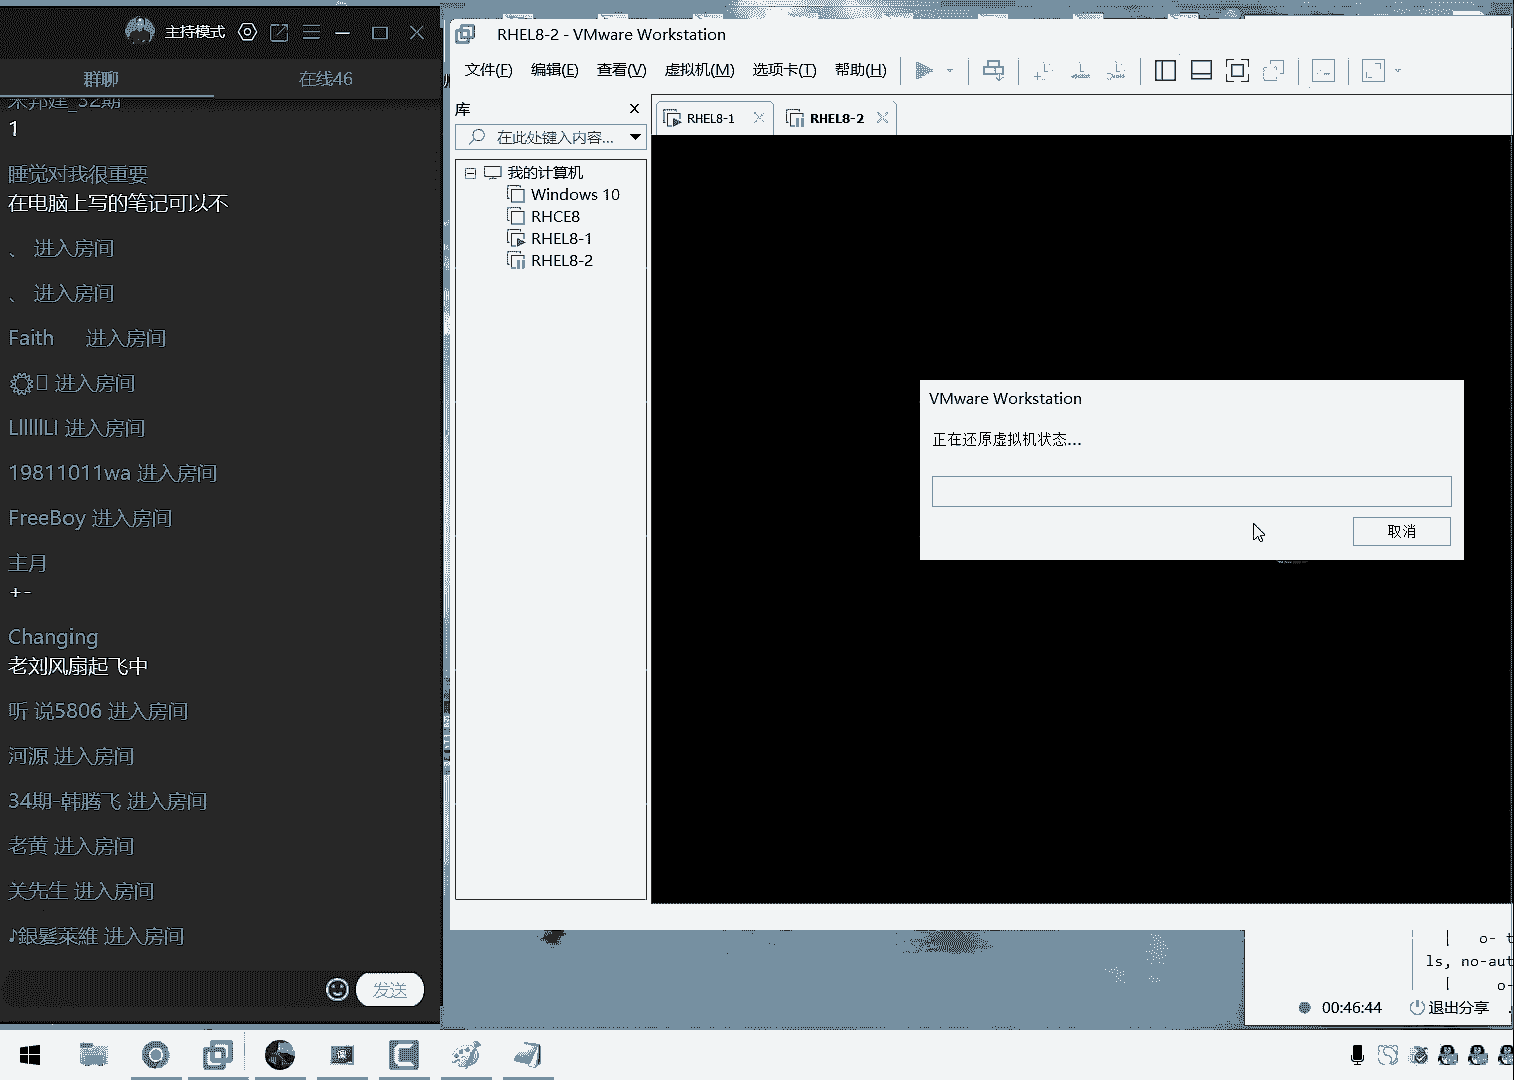 主持模式
群聊
在线46
1
睡觉对我很重要
在电脑上写的笔记可以不
、 进入房间
、 进入房间
Faith 进入房间
进入房间
LlllllLl 进入房间
19811011wa 进入房间
FreeBoy 进入房间
主月
+-
Changing
老刘风扇起飞中
听 说5806 进入房间
河源 进入房间
34期-韩腾飞 进入房间
老黄 进入房间
关先生 进入房间
♪銀髮萊維 进入房间
发送
RHEL8-2 - VMware Workstation
文件(F) 编辑(E) 查看(V) 虚拟机(M) 选项卡(T) 帮助(H)
库
在此处键入内容...
我的计算机
Windows 10
RHCE8
RHEL8-1
RHEL8-2
RHEL8-1
RHEL8-2
VMware Workstation
正在还原虚拟机状态...
取消
o- t
ls, no-aut
o-
00:46:44
退出分享